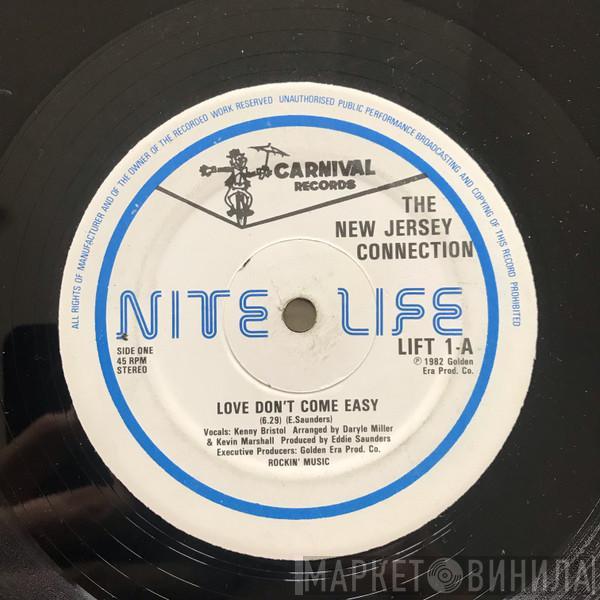 ALL RIGHTS OF MANUFACTURER AND OF THE OWNER OF THE RECORDED WORK RESERVED UNAUTHORISED PUBLIC PERFORMANCE BROADCASTING AND COPYING OF THIS RECORD PROHIBITED
CARNIVAL
RECORDS
THE
NEW JERSEY
CONNECTION
NITE LIFE
SIDE ONE
45 RPM
STEREO
LIFT 1-A
℗ 1982 Golden
Era Prod. Co.
LOVE DON'T COME EASY
(6.29) (E.Saunders)
Vocals: Kenny Bristol Arranged by Daryle Miller
& Kevin Marshall Produced by Eddie Saunders
Executive Producers: Golden Era Prod. Co.
ROCKIN' MUSIC
МАРКЕТ ВИНИЛА